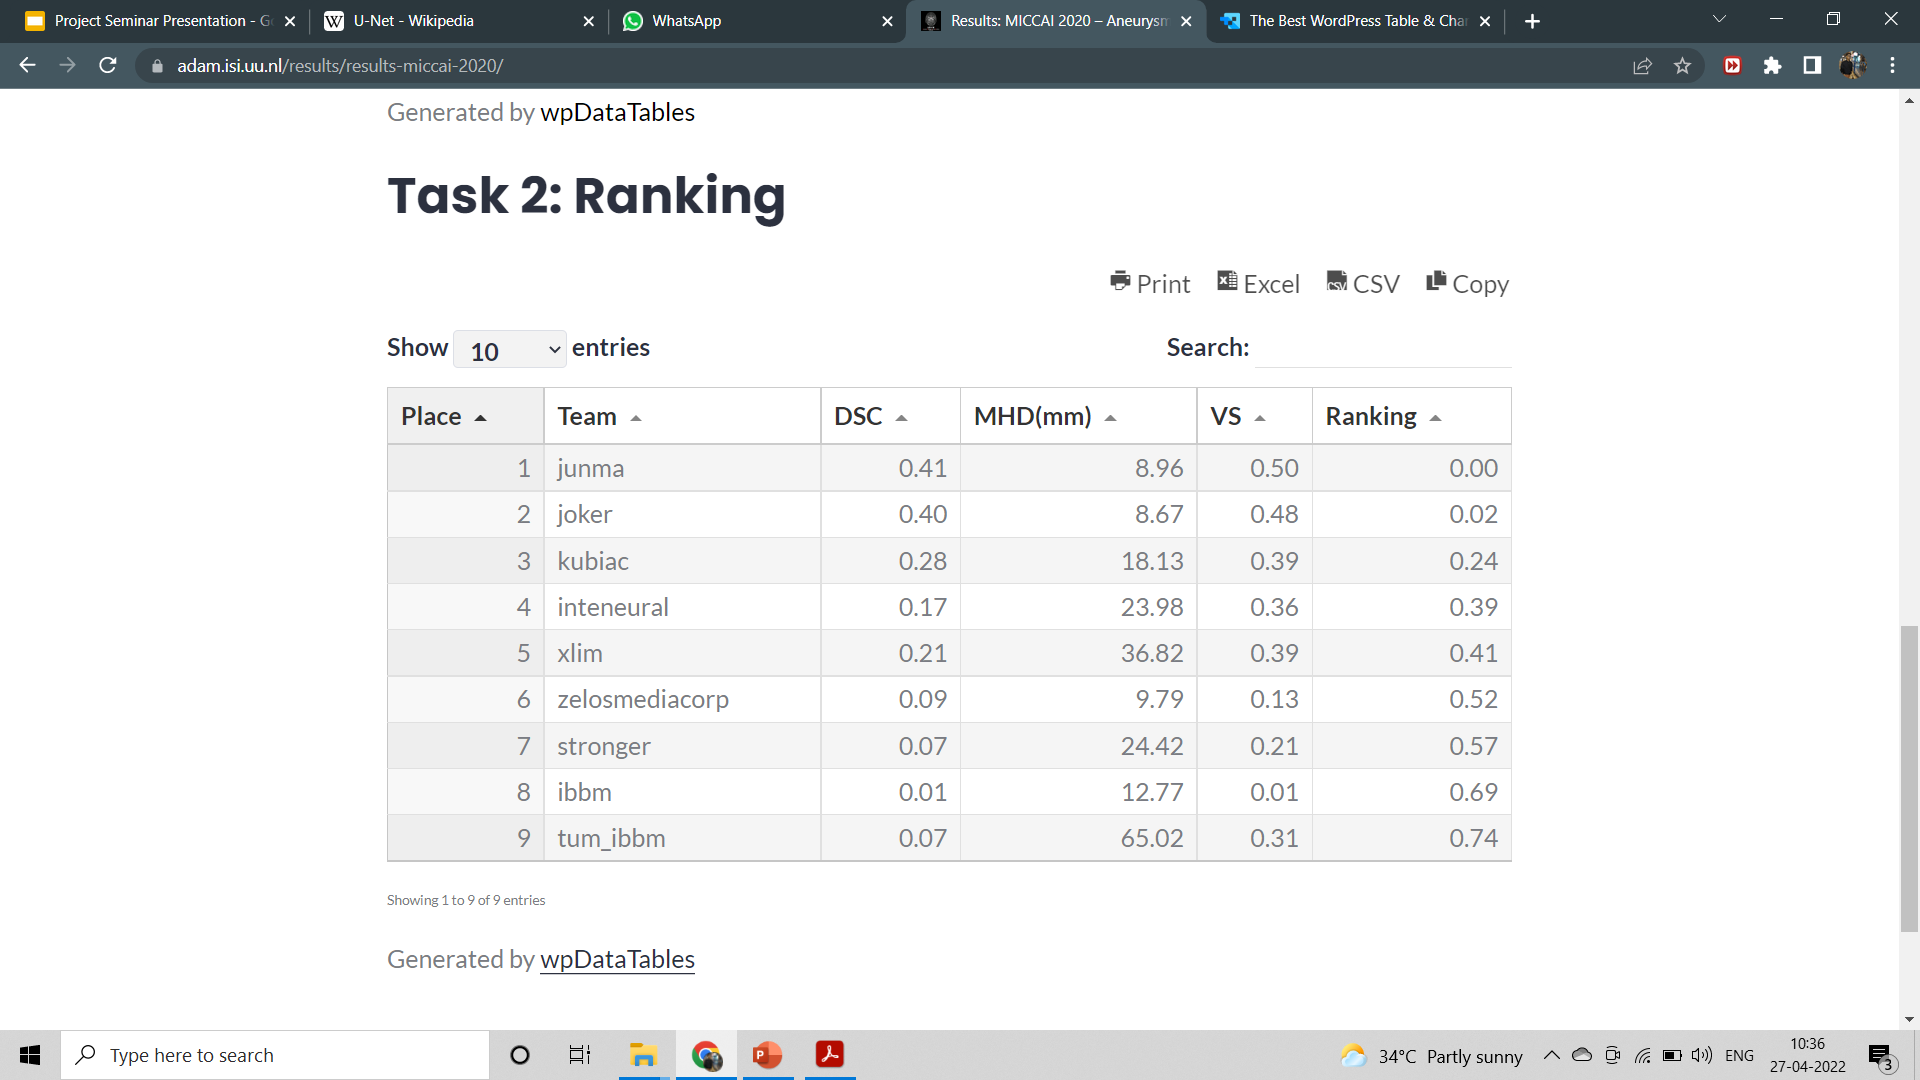 Project Seminar Presentation - G
U-Net - Wikipedia
WhatsApp
Results: MICCAI 2020 – Aneurysm
The Best WordPress Table & Char
adam.isi.uu.nl/results/results-miccai-2020/
Generated by wpDataTables
Task 2: Ranking
Print Excel CSV Copy
Show 10 entries Search:
Place Team DSC MHD(mm) VS Ranking
1 junma 0.41 8.96 0.50 0.00
2 joker 0.40 8.67 0.48 0.02
3 kubiac 0.28 18.13 0.39 0.24
4 inteneural 0.17 23.98 0.36 0.39
5 xlim 0.21 36.82 0.39 0.41
6 zelosmediacorp 0.09 9.79 0.13 0.52
7 stronger 0.07 24.42 0.21 0.57
8 ibbm 0.01 12.77 0.01 0.69
9 tum_ibbm 0.07 65.02 0.31 0.74
Showing 1 to 9 of 9 entries
Generated by wpDataTables
Type here to search
34°C Partly sunny
ENG
10:36
27-04-2022
3